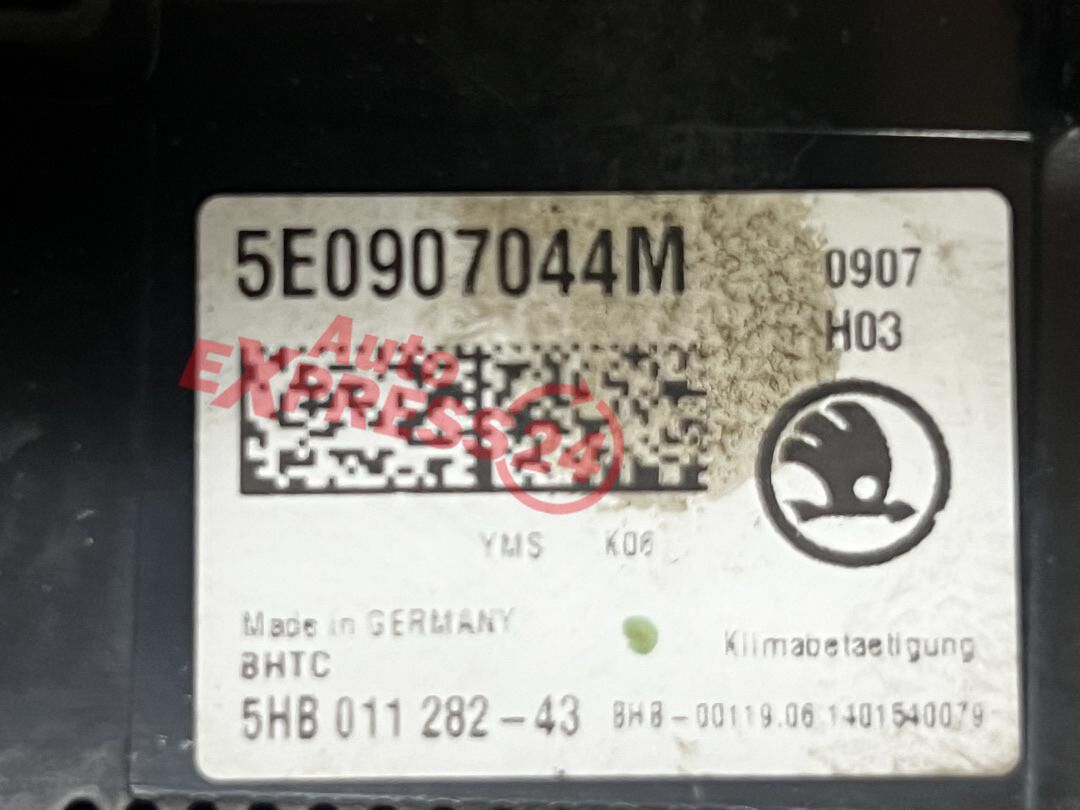 5E0907044M
0907
H03
Auto
EXPRESS24
YMS K06
Made in GERMANY
BHTC
Klimabetaetigung
5HB 011 282-43
BHB-00119.06 1401540079